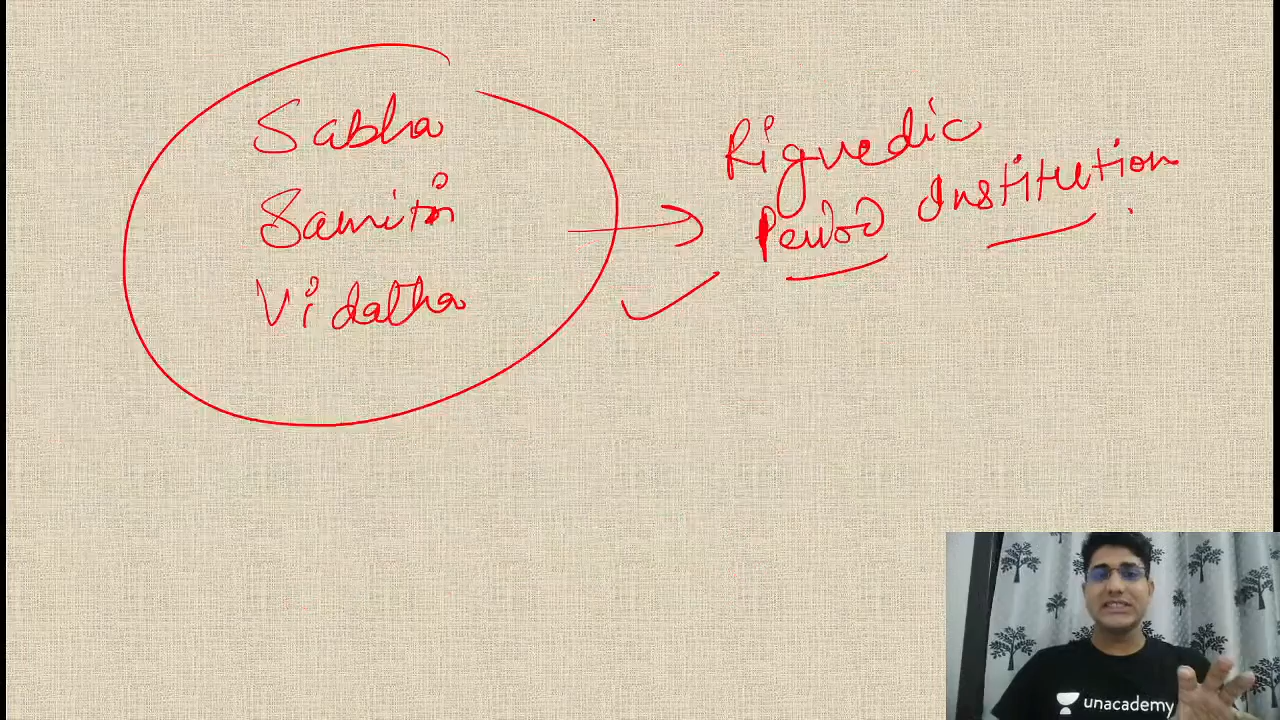 Sabha
Samiti
Vidatha
Rigvedic
Period Institution
unacademy